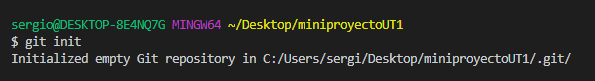 sergio@DESKTOP-8E4NQ7G MINGW64 ~/Desktop/miniproyectoUT1
$ git init
Initialized empty Git repository in C:/Users/sergi/Desktop/miniproyectoUT1/.git/